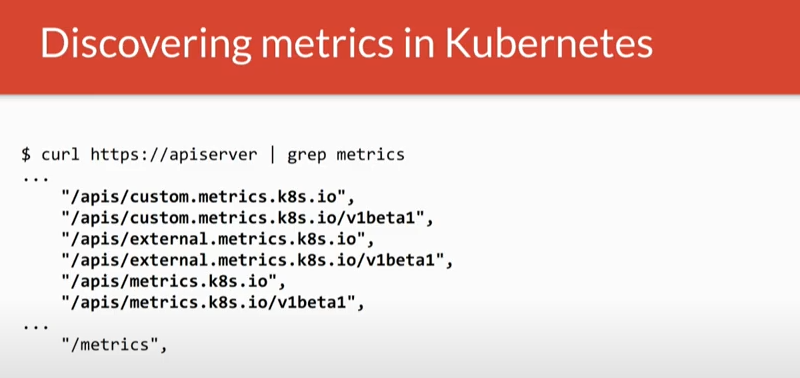 Discovering metrics in Kubernetes
$ curl https://apiserver | grep metrics
...
"/apis/custom.metrics.k8s.io",
"/apis/custom.metrics.k8s.io/v1beta1",
"/apis/external.metrics.k8s.io",
"/apis/external.metrics.k8s.io/v1beta1",
"/apis/metrics.k8s.io",
"/apis/metrics.k8s.io/v1beta1",
...
"/metrics",